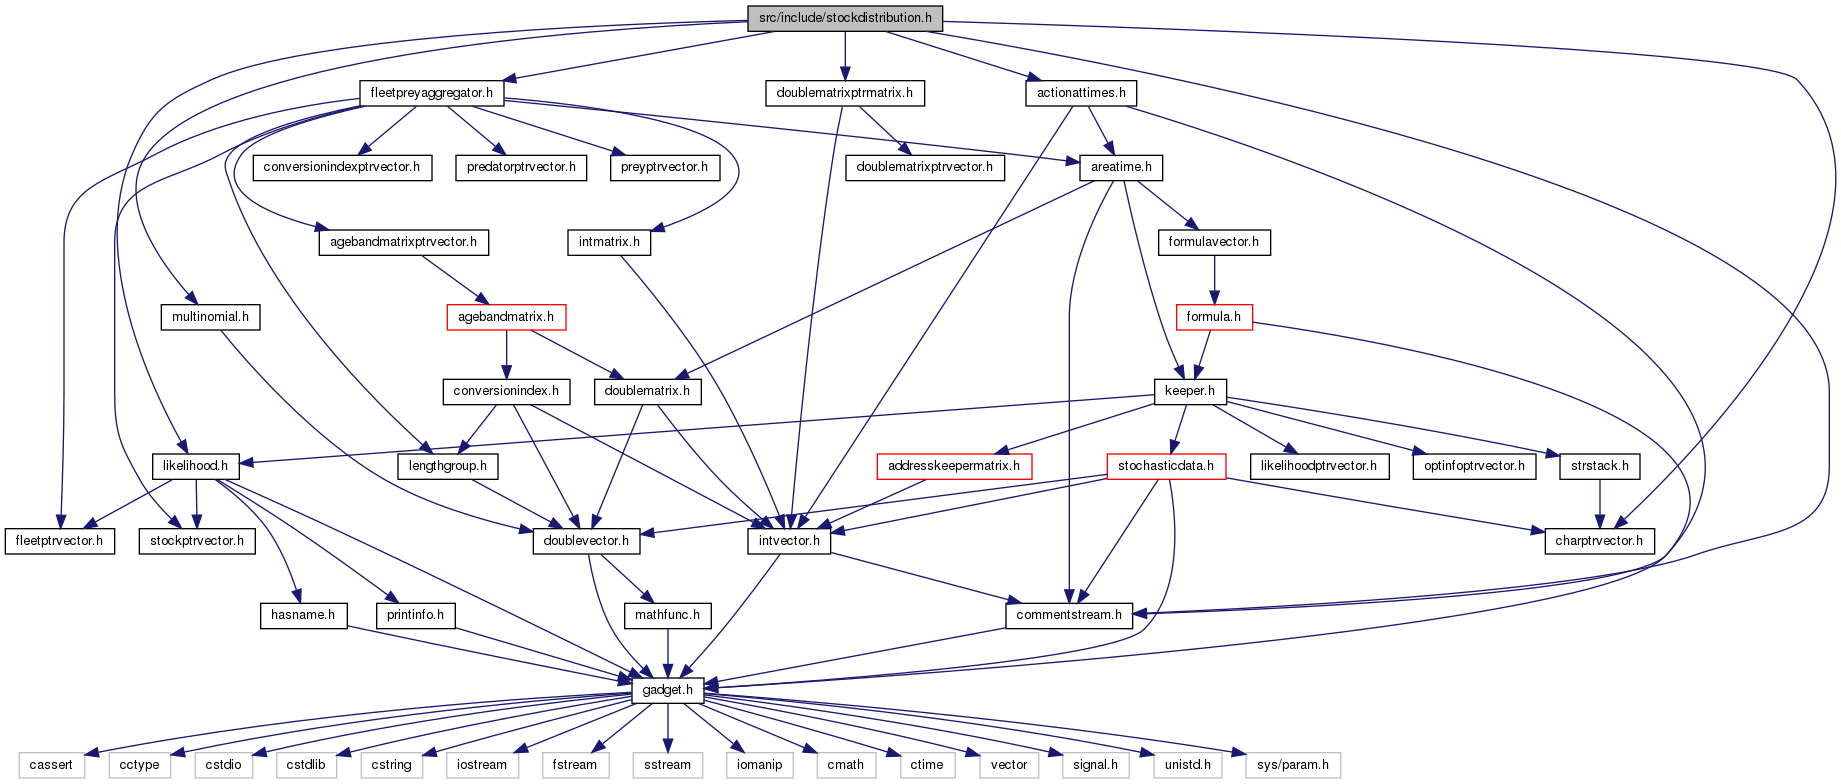 src/include/stockdistribution.h
fleetpreyaggregator.h
doublematrixptrmatrix.h
actionattimes.h
conversionindexptrvector.h
predatorptrvector.h
preyptrvector.h
doublematrixptrvector.h
areatime.h
agebandmatrixptrvector.h
intmatrix.h
formulavector.h
multinomial.h
agebandmatrix.h
formula.h
conversionindex.h
doublematrix.h
keeper.h
likelihood.h
lengthgroup.h
addresskeepermatrix.h
stochasticdata.h
likelihoodptrvector.h
optinfoptrvector.h
strstack.h
fleetptrvector.h
stockptrvector.h
doublevector.h
intvector.h
charptrvector.h
hasname.h
printinfo.h
mathfunc.h
commentstream.h
gadget.h
cassert
cctype
cstdio
cstdlib
cstring
iostream
fstream
sstream
iomanip
cmath
ctime
vector
signal.h
unistd.h
sys/param.h